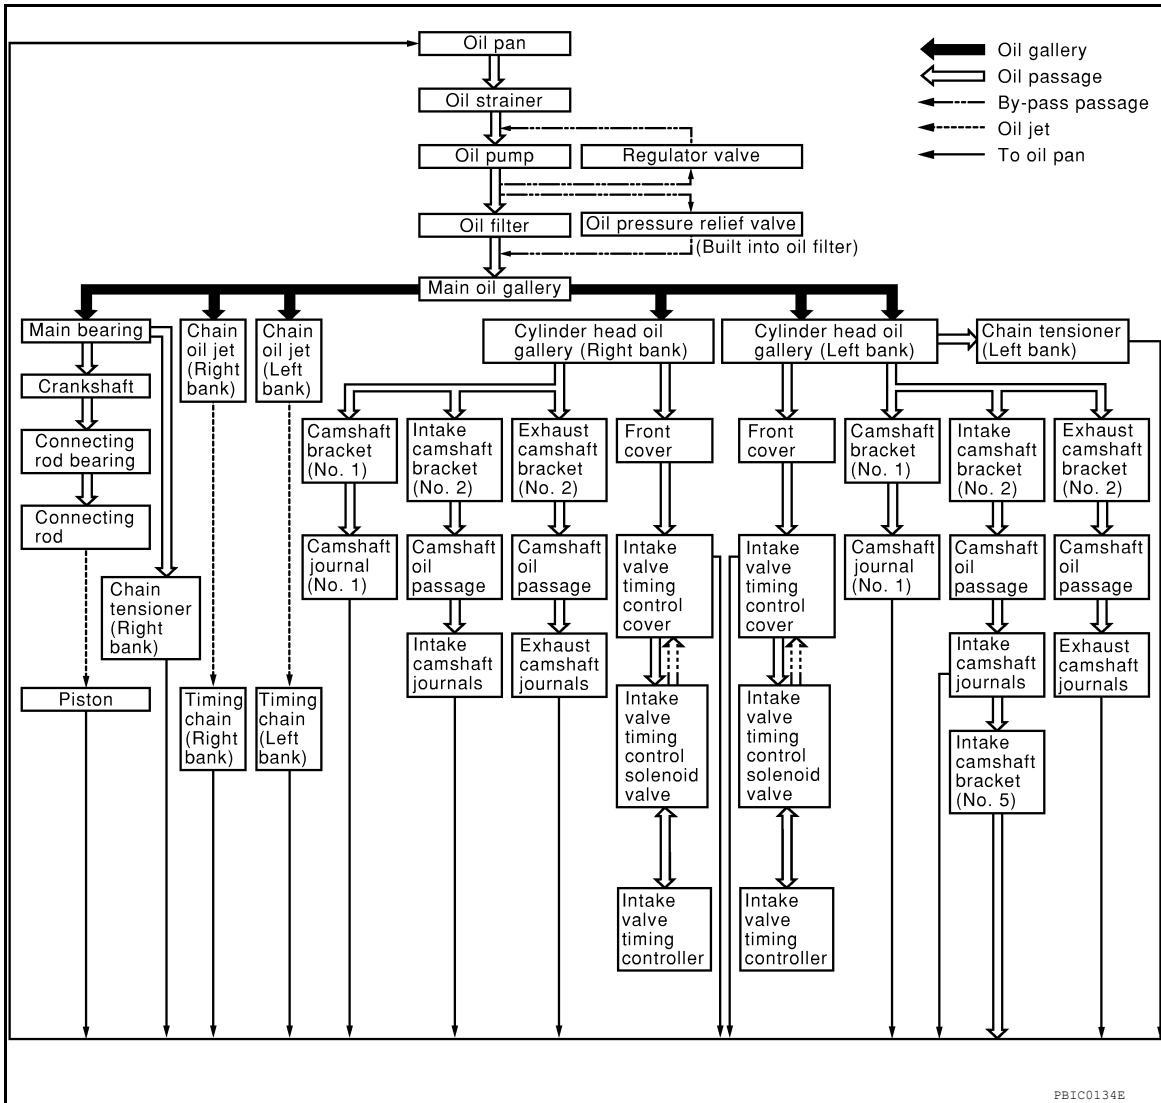 Oil pan
Oil gallery
Oil passage
By-pass passage
Oil jet
To oil pan
Oil strainer
Oil pump
Regulator valve
Oil filter
Oil pressure relief valve
(Built into oil filter)
Main oil gallery
Main bearing
Crankshaft
Connecting
rod bearing
Connecting
rod
Piston
Chain
tensioner
(Right
bank)
Chain
oil jet
(Right
bank)
Timing
chain
(Right
bank)
Chain
oil jet
(Left
bank)
Timing
chain
(Left
bank)
Cylinder head oil
gallery (Right bank)
Camshaft
bracket
(No. 1)
Camshaft
journal
(No. 1)
Intake
camshaft
bracket
(No. 2)
Camshaft
oil
passage
Intake
camshaft
journals
Exhaust
camshaft
bracket
(No. 2)
Camshaft
oil
passage
Exhaust
camshaft
journals
Front
cover
Intake
valve
timing
control
cover
Intake
valve
timing
control
solenoid
valve
Intake
valve
timing
controller
Cylinder head oil
gallery (Left bank)
Chain tensioner
(Left bank)
Front
cover
Intake
valve
timing
control
cover
Intake
valve
timing
control
solenoid
valve
Intake
valve
timing
controller
Camshaft
bracket
(No. 1)
Camshaft
journal
(No. 1)
Intake
camshaft
bracket
(No. 2)
Camshaft
oil
passage
Intake
camshaft
journals
Intake
camshaft
bracket
(No. 5)
Exhaust
camshaft
bracket
(No. 2)
Camshaft
oil
passage
Exhaust
camshaft
journals
PBIC0134E